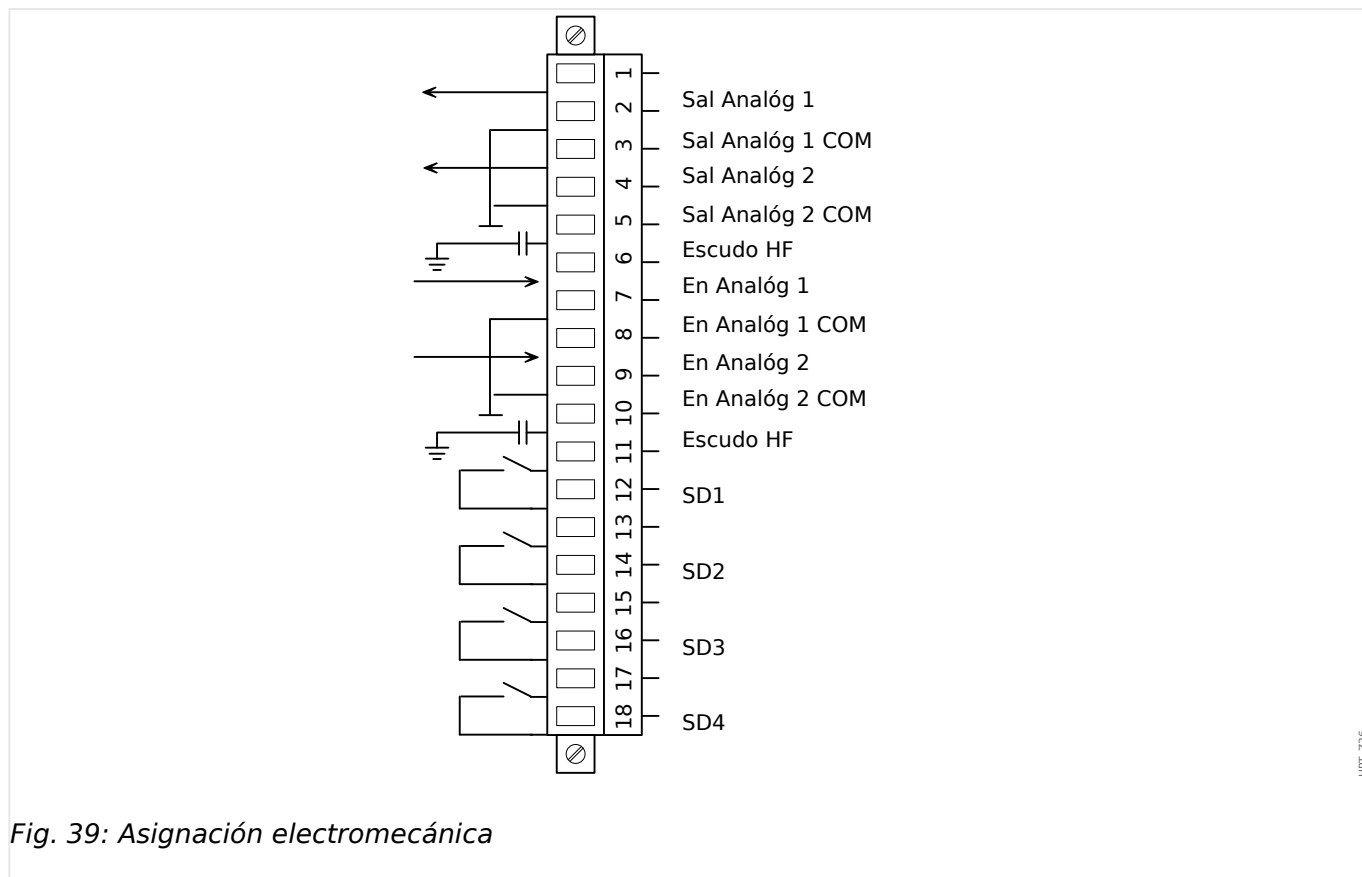 1
2
Sal Analóg 1
3
Sal Analóg 1 COM
4
Sal Analóg 2
5
Sal Analóg 2 COM
6
Escudo HF
7
En Analóg 1
8
En Analóg 1 COM
9
En Analóg 2
10
En Analóg 2 COM
11
Escudo HF
12
SD1
13
14
SD2
15
16
SD3
17
18
SD4
Fig. 39: Asignación electromecánica